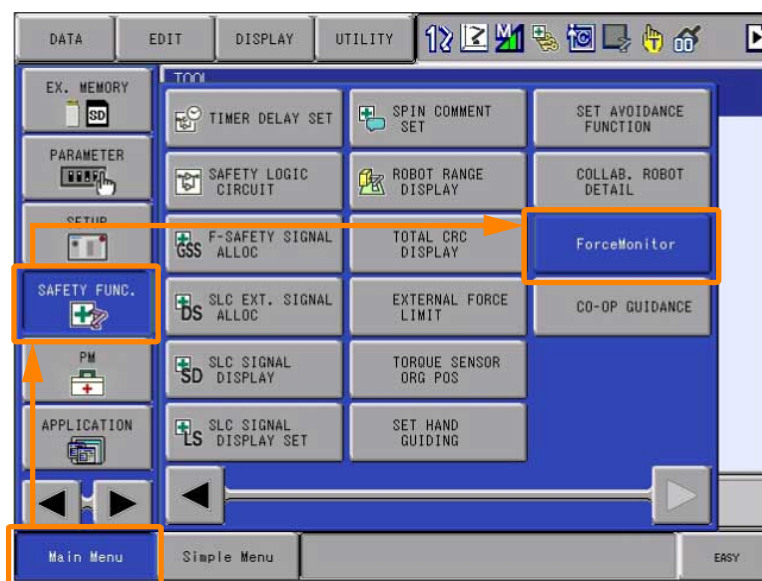 DATA
EDIT
DISPLAY
UTILITY
EX. MEMORY
SD
PARAMETER
SETUP
SAFETY FUNC.
PM
APPLICATION
TOOL
TIMER DELAY SET
SAFETY LOGIC
CIRCUIT
GSS
F-SAFETY SIGNAL
ALLOC
DS
SLC EXT. SIGNAL
ALLOC
SD
SLC SIGNAL
DISPLAY
LS
SLC SIGNAL
DISPLAY SET
SPIN COMMENT
SET
ROBOT RANGE
DISPLAY
TOTAL CRC
DISPLAY
EXTERNAL FORCE
LIMIT
TORQUE SENSOR
ORG POS
SET HAND
GUIDING
SET AVOIDANCE
FUNCTION
COLLAB. ROBOT
DETAIL
ForceMonitor
CO-OP GUIDANCE
Main Menu
Simple Menu
EASY